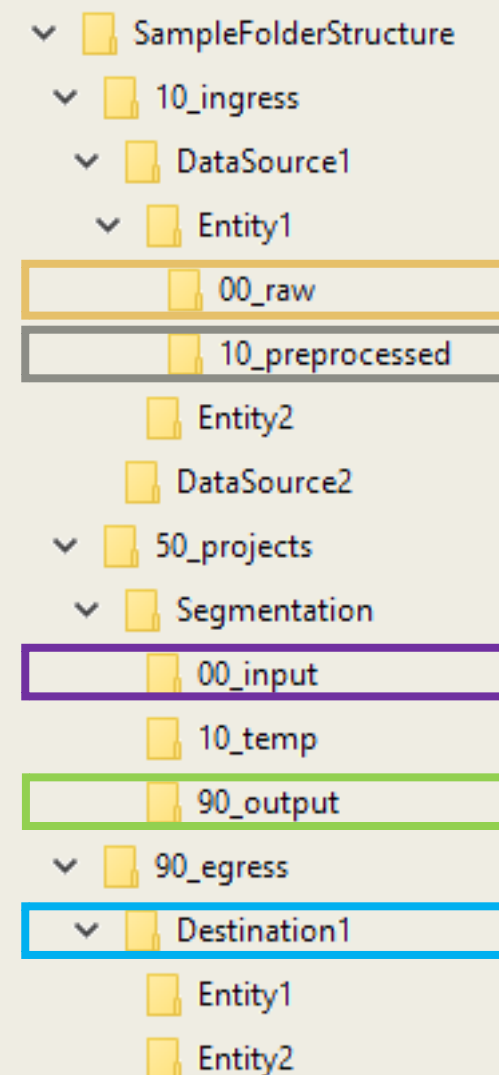 SampleFolderStructure
10_ingress
DataSource1
Entity1
00_raw
10_preprocessed
Entity2
DataSource2
50_projects
Segmentation
00_input
10_temp
90_output
90_egress
Destination1
Entity1
Entity2